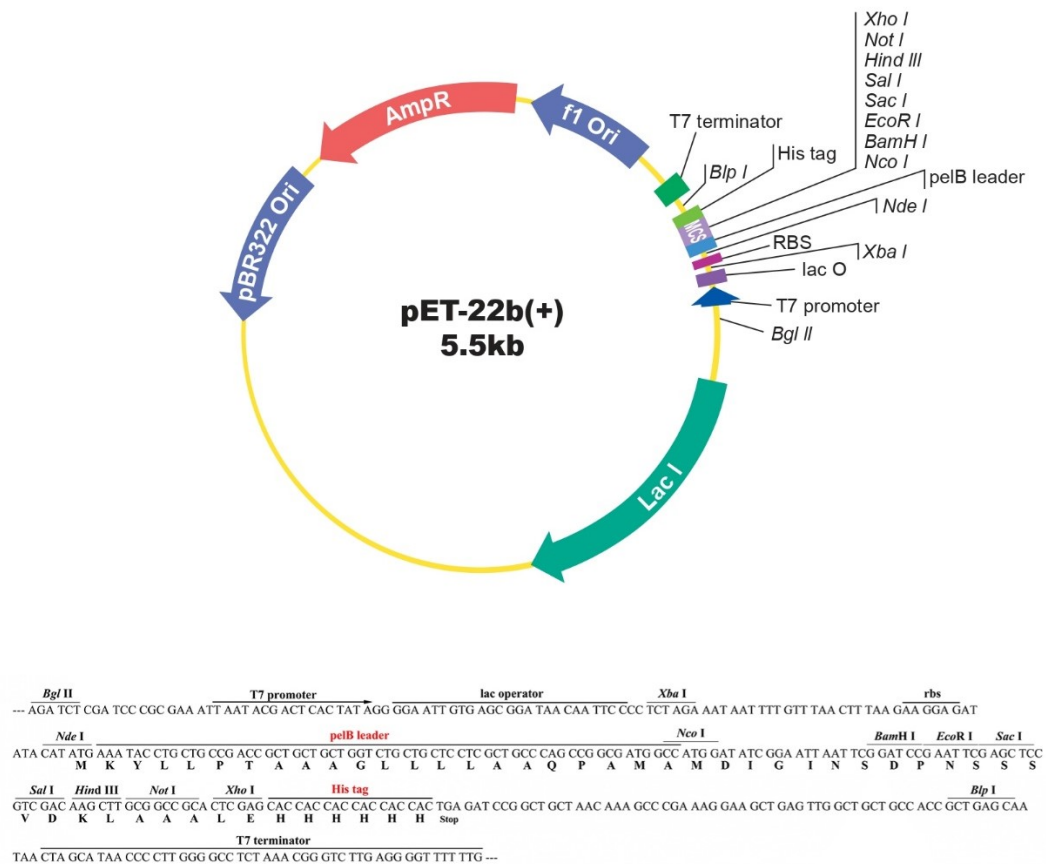 Xho I
Not I
Hind III
Sal I
Sac I
EcoR I
BamH I
Nco I
T7 terminator
His tag
Blp I
pelB leader
Nde I
MCS
RBS
Xba I
lac O
T7 promoter
Bgl II
f1 Ori
AmpR
pBR322 Ori
Lac I
pET-22b(+)
5.5kb
Bgl II T7 promoter lac operator Xba I rbs
--- AGA TCT CGA TCC CGC GAA ATT AAT ACG ACT CAC TAT AGG GGA ATT GTG AGC GGA TAA CAA TTC CCC TCT AGA AAT AAT TTT GTT TAA CTT TAA GAA GGA GAT
Nde I pelB leader Nco I BamH I EcoR I Sac I
ATA CAT ATG AAA TAC CTG CTG CCG ACC GCT GCT GCT GGT CTG CTG CTC CTC GCT GCC CAG CCG GCG ATG GCC ATG GAT ATC GGA ATT AAT TCG GAT CCG AAT TCG AGC TCC
M K Y L L P T A A A G L L L L A A Q P A M A M D I G I N S D P N S S S
Sal I Hind III Not I Xho I His tag Blp I
GTC GAC AAG CTT GCG GCC GCA CTC GAG CAC CAC CAC CAC CAC CAC TGA GAT CCG GCT GCT AAC AAA GCC CGA AAG GAA GCT GAG TTG GCT GCT GCC ACC GCT GAG CAA
V D K L A A A L E H H H H H H Stop
T7 terminator
TAA CTA GCA TAA CCC CTT GGG GCC TCT AAA CGG GTC TTG AGG GGT TTT TTG ---